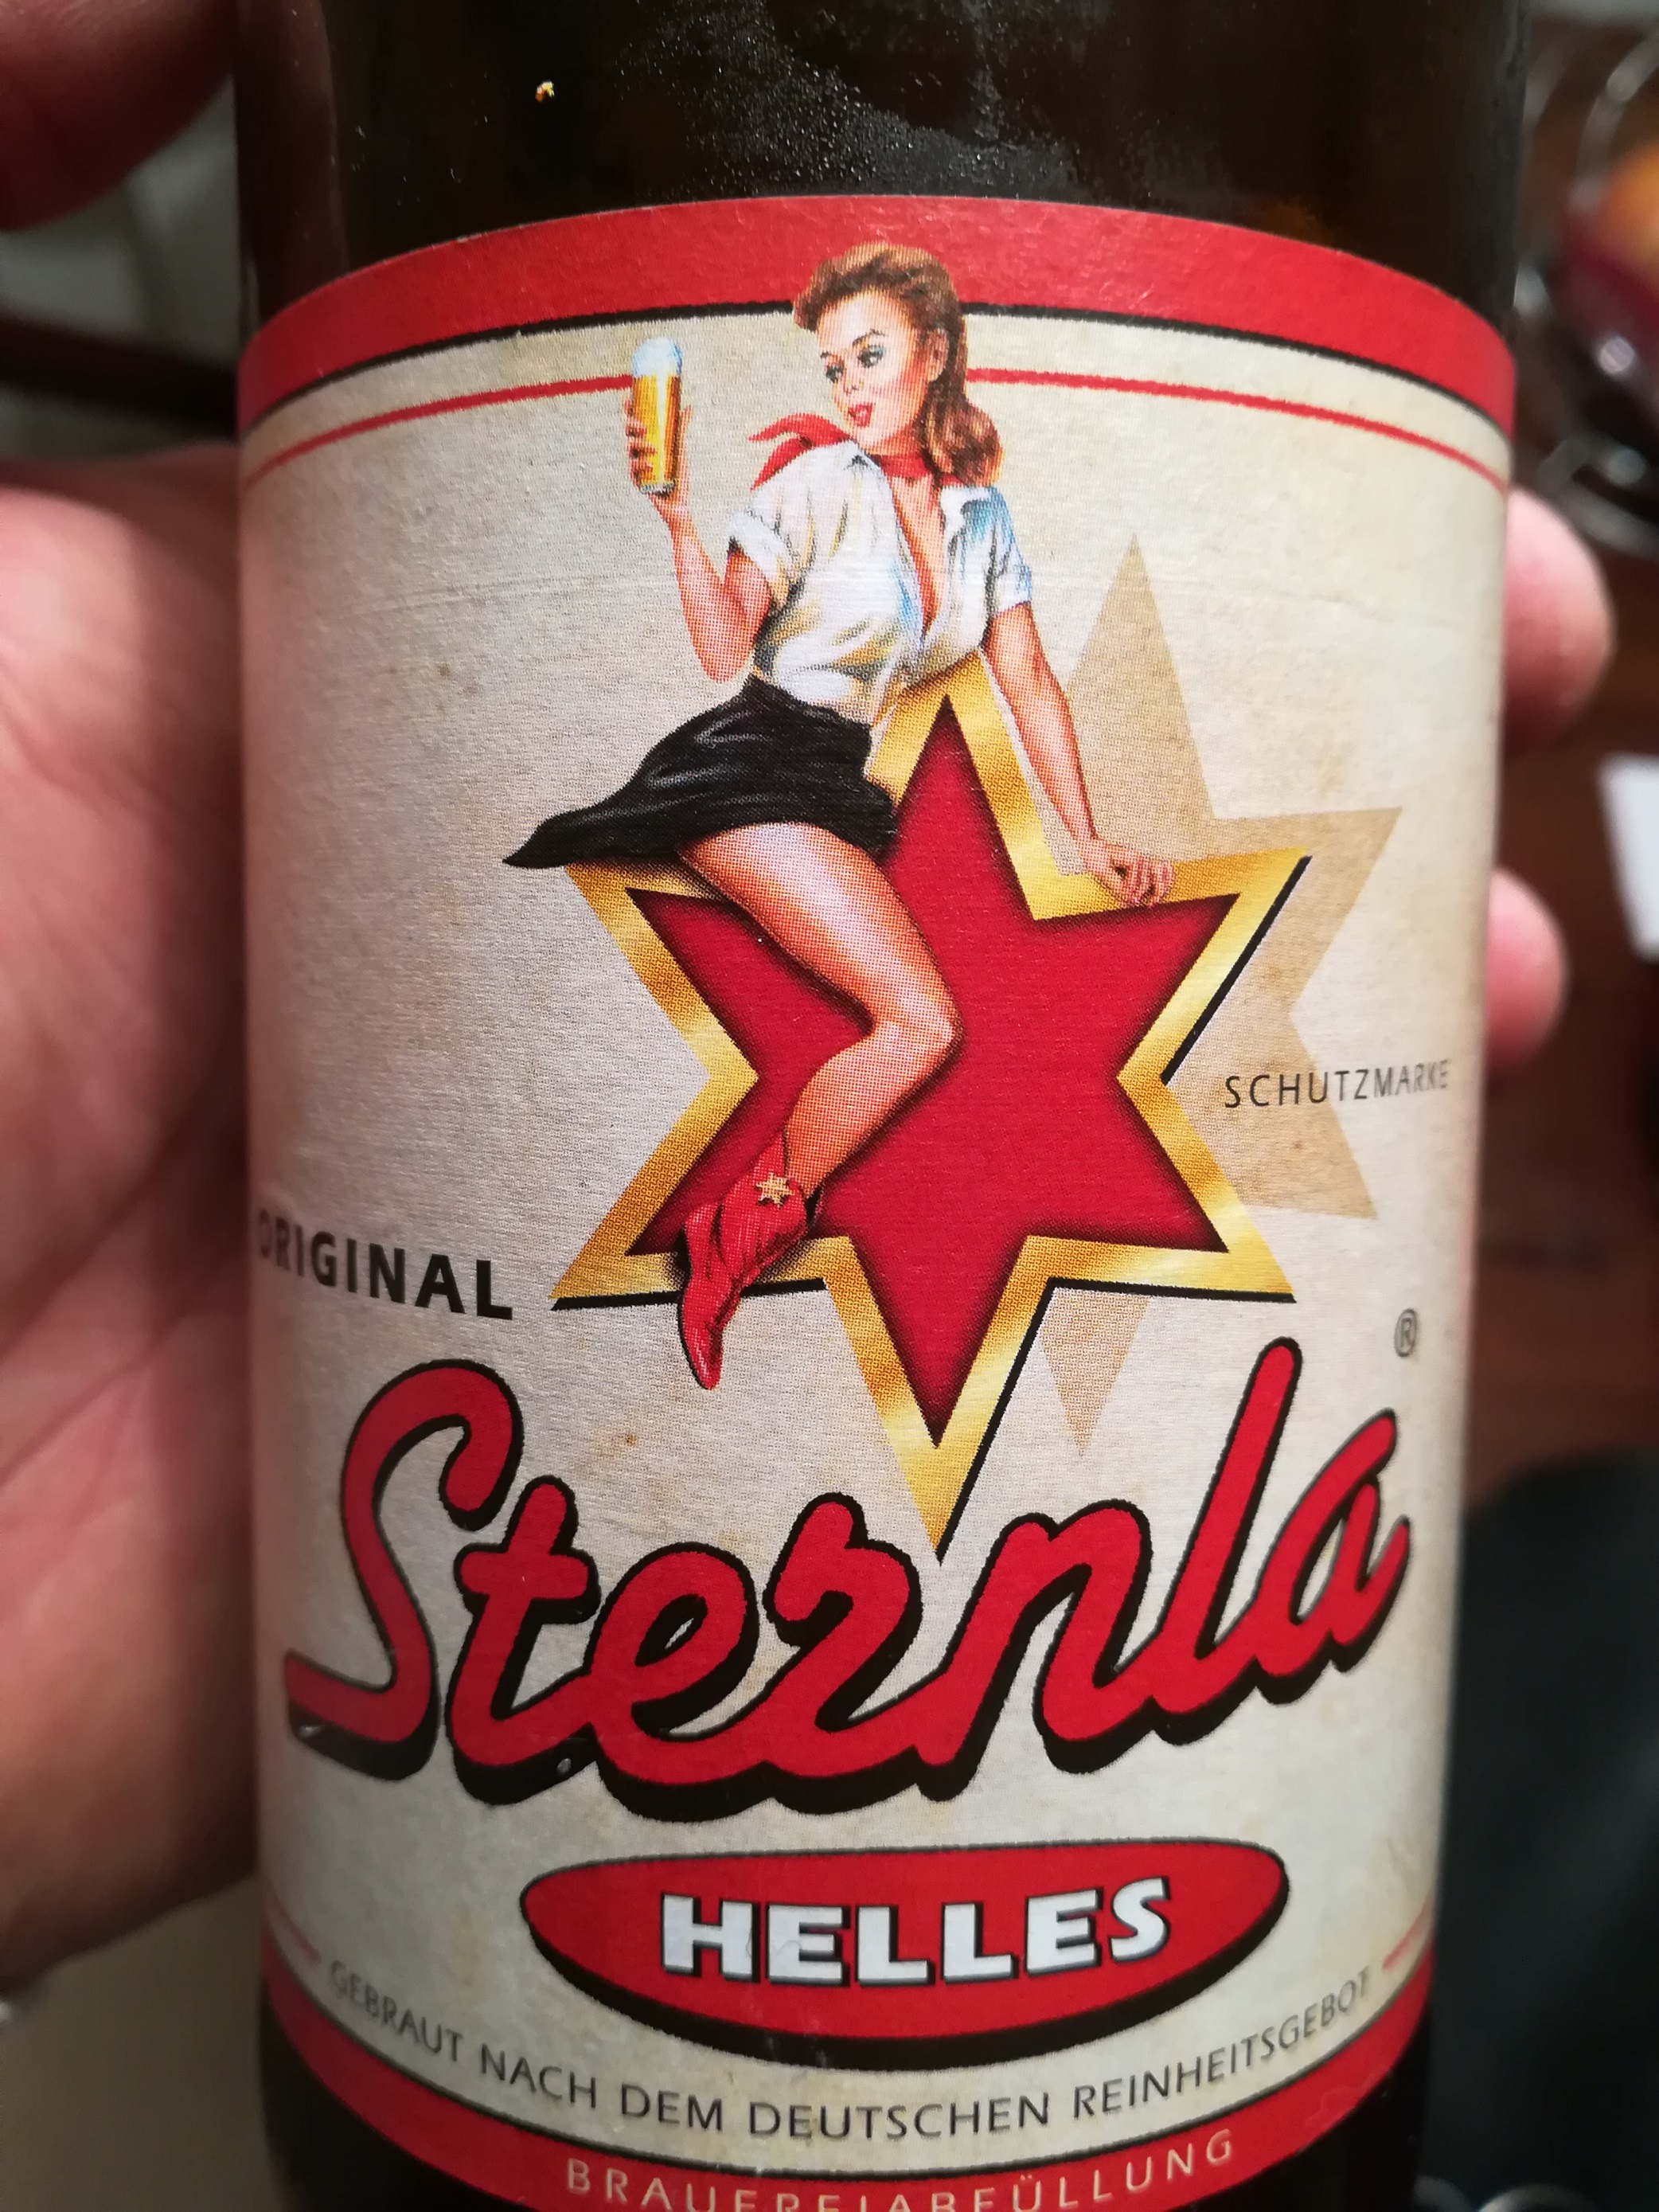 SCHUTZMARKE
ORIGINAL
Sternla®
HELLES
GEBRAUT NACH DEM DEUTSCHEN REINHEITSGEBOT
BRAUEREIABFÜLLUNG